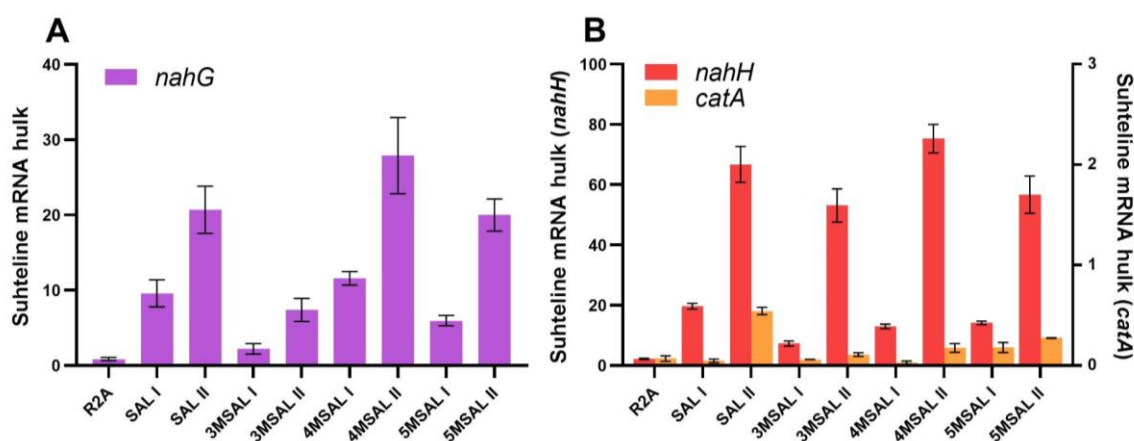 A
nahG
Suhteline mRNA hulk
40
30
20
10
0
R2A
SAL I
SAL II
3MSAL I
3MSAL II
4MSAL I
4MSAL II
5MSAL I
5MSAL II
B
nahH
catA
Suhteline mRNA hulk (nahH)
100
80
60
40
20
0
R2A
SAL I
SAL II
3MSAL I
3MSAL II
4MSAL I
4MSAL II
5MSAL I
5MSAL II
3
2
1
0
Suhteline mRNA hulk (catA)